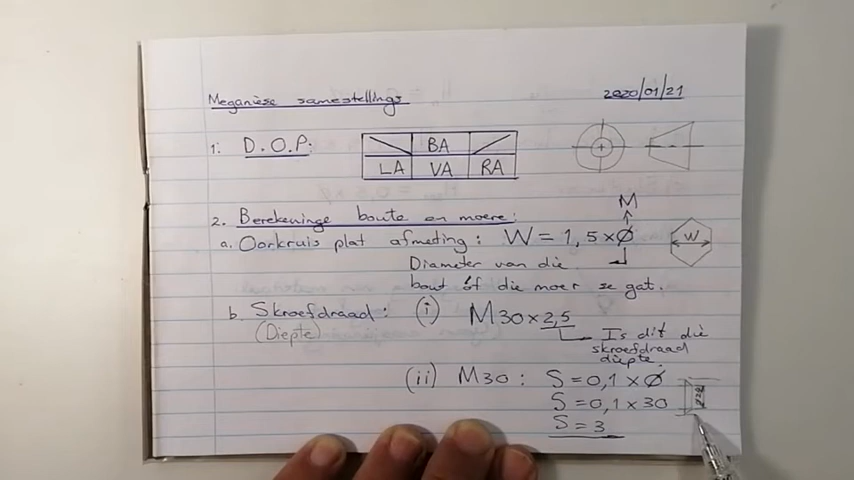 Meganiese samestellings 2020/01/21
1. D.O.P:
BA
LA VA RA
2. Berekeninge boute en moere:
M
a. Oorkruis plat afmeting: W = 1,5 x Ø
W
Diameter van die
bout óf die moer se gat.
b. Skroefdraad: (i) M30 x 2,5
(Diepte)
Is dit die
skroefdraad
diepte.
(ii) M30: S = 0,1 x Ø
S = 0,1 x 30
S = 3